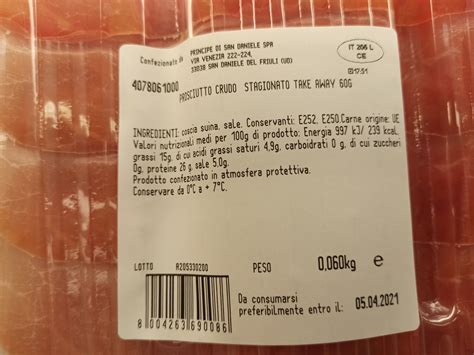 Confezionato di
PRINCIPE DI SAN DANIELE SPA
VIA VENEZIA 222-224,
33038 SAN DANIELE DEL FRIULI (UD)
IT 206 L
CE
17:51
4078061000 PROSCIUTTO CRUDO STAGIONATO TAKE AWAY 60G
INGREDIENTI: coscia suina, sale. Conservanti: E252, E250.Carne origine: UE
Valori nutrizionali medi per 100g di prodotto: Energia 997 kJ/ 239 kcal,
grassi 15g, di cui acidi grassi saturi 4,9g, carboidrati 0 g, di cui zuccheri
0g, proteine 26 g, sale 5,0g.
Prodotto confezionato in atmosfera protettiva.
Conservare da 0°C a + 7°C.
LOTTO A205330200
PESO 0,060kg e
8 004263 690086
Da consumarsi
preferibilmente entro il: 05.04.2021